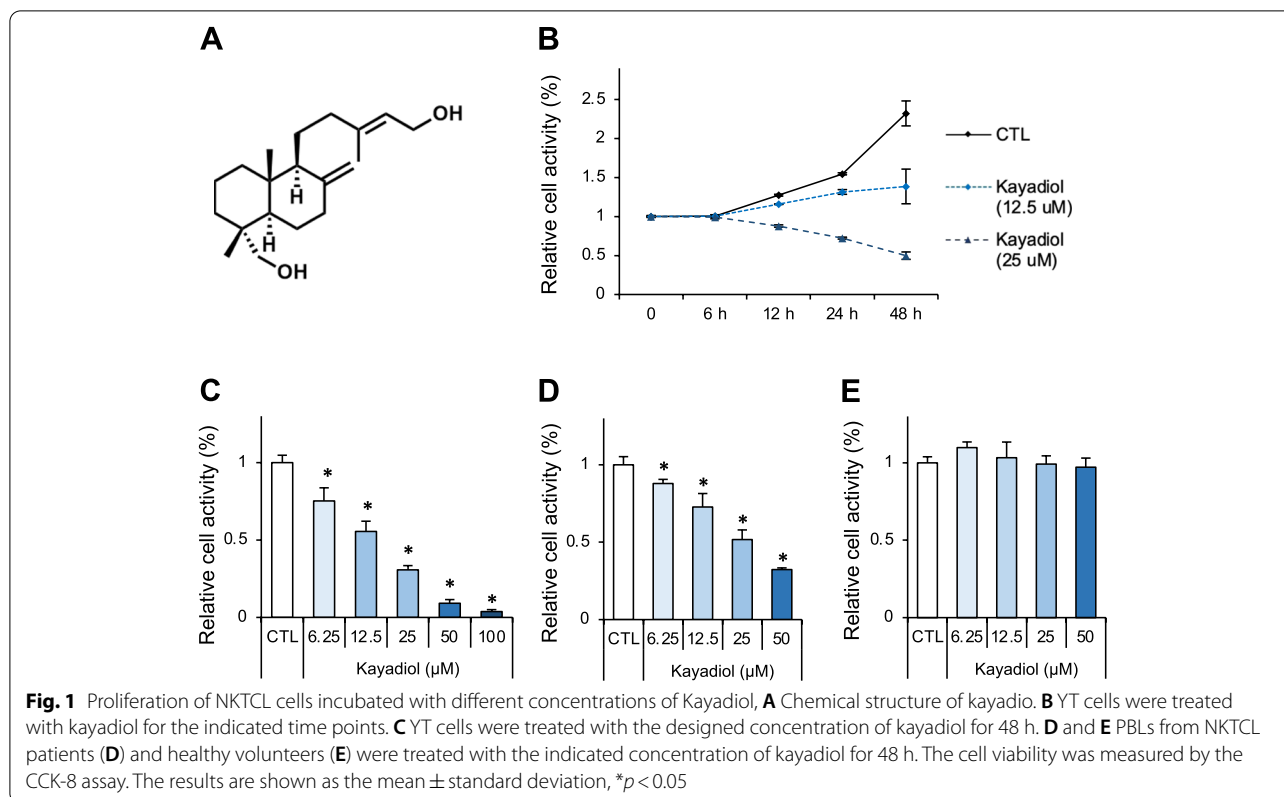 A
OH
H
H
OH
B
Relative cell activity (%)
2.5
2
1.5
1
0.5
0
0 6 h 12 h 24 h 48 h
CTL
Kayadiol
(12.5 uM)
Kayadiol
(25 uM)
C
Relative cell activity (%)
1
0.5
0
* * * * *
CTL 6.25 12.5 25 50 100
Kayadiol (µM)
D
Relative cell activity (%)
1
0.5
0
* * * *
CTL 6.25 12.5 25 50
Kayadiol (µM)
E
Relative cell activity (%)
1
0.5
0
CTL 6.25 12.5 25 50
Kayadiol (µM)
Fig. 1 Proliferation of NKTCL cells incubated with different concentrations of Kayadiol, A Chemical structure of kayadio. B YT cells were treated
with kayadiol for the indicated time points. C YT cells were treated with the designed concentration of kayadiol for 48 h. D and E PBLs from NKTCL
patients (D) and healthy volunteers (E) were treated with the indicated concentration of kayadiol for 48 h. The cell viability was measured by the
CCK-8 assay. The results are shown as the mean ± standard deviation, *p < 0.05